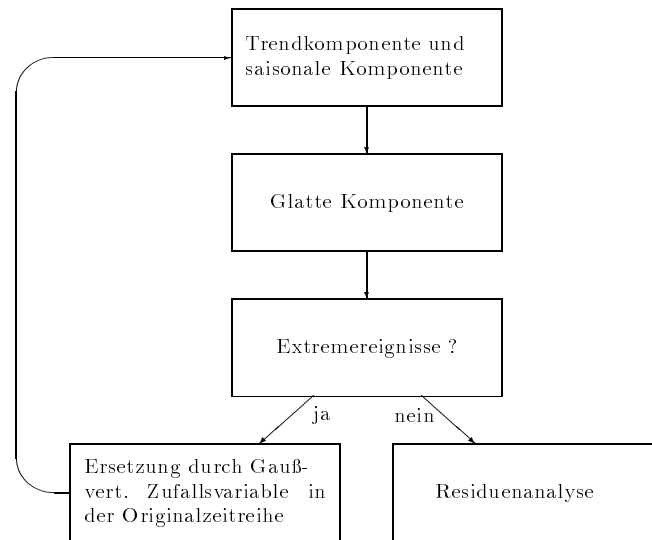 Trendkomponente und
saisonale Komponente
Glatte Komponente
Extremereignisse ?
ja
nein
Ersetzung durch Gauß-
vert. Zufallsvariable in
der Originalzeitreihe
Residuenanalyse